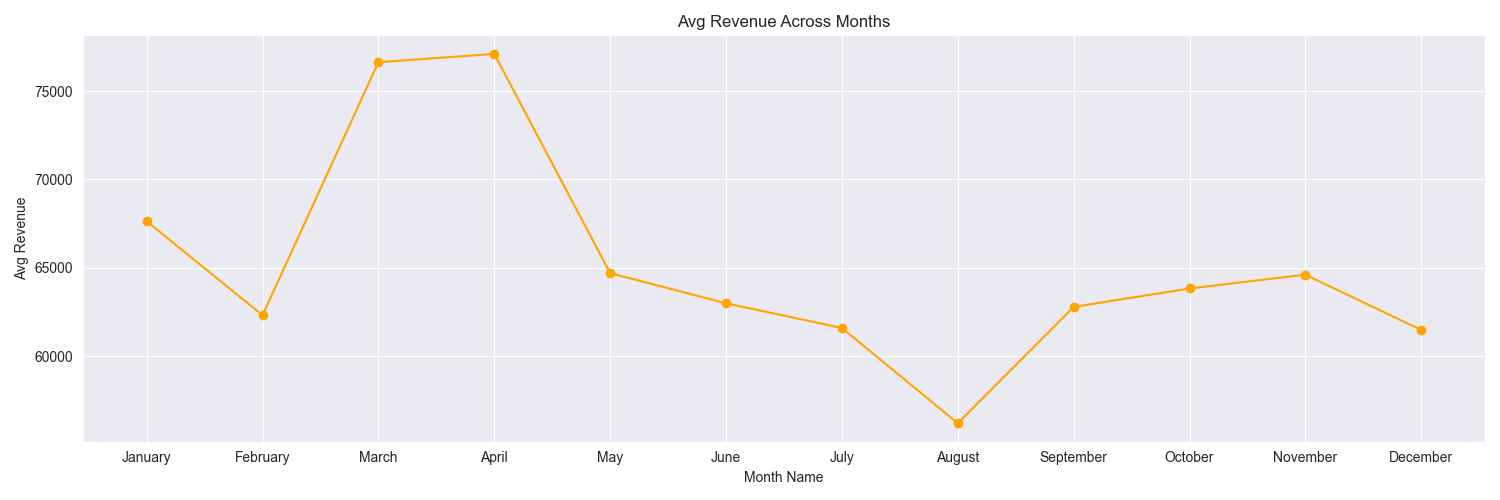 Avg Revenue Across Months
Avg Revenue
75000
70000
65000
60000
January February March April May June July August September October November December
Month Name